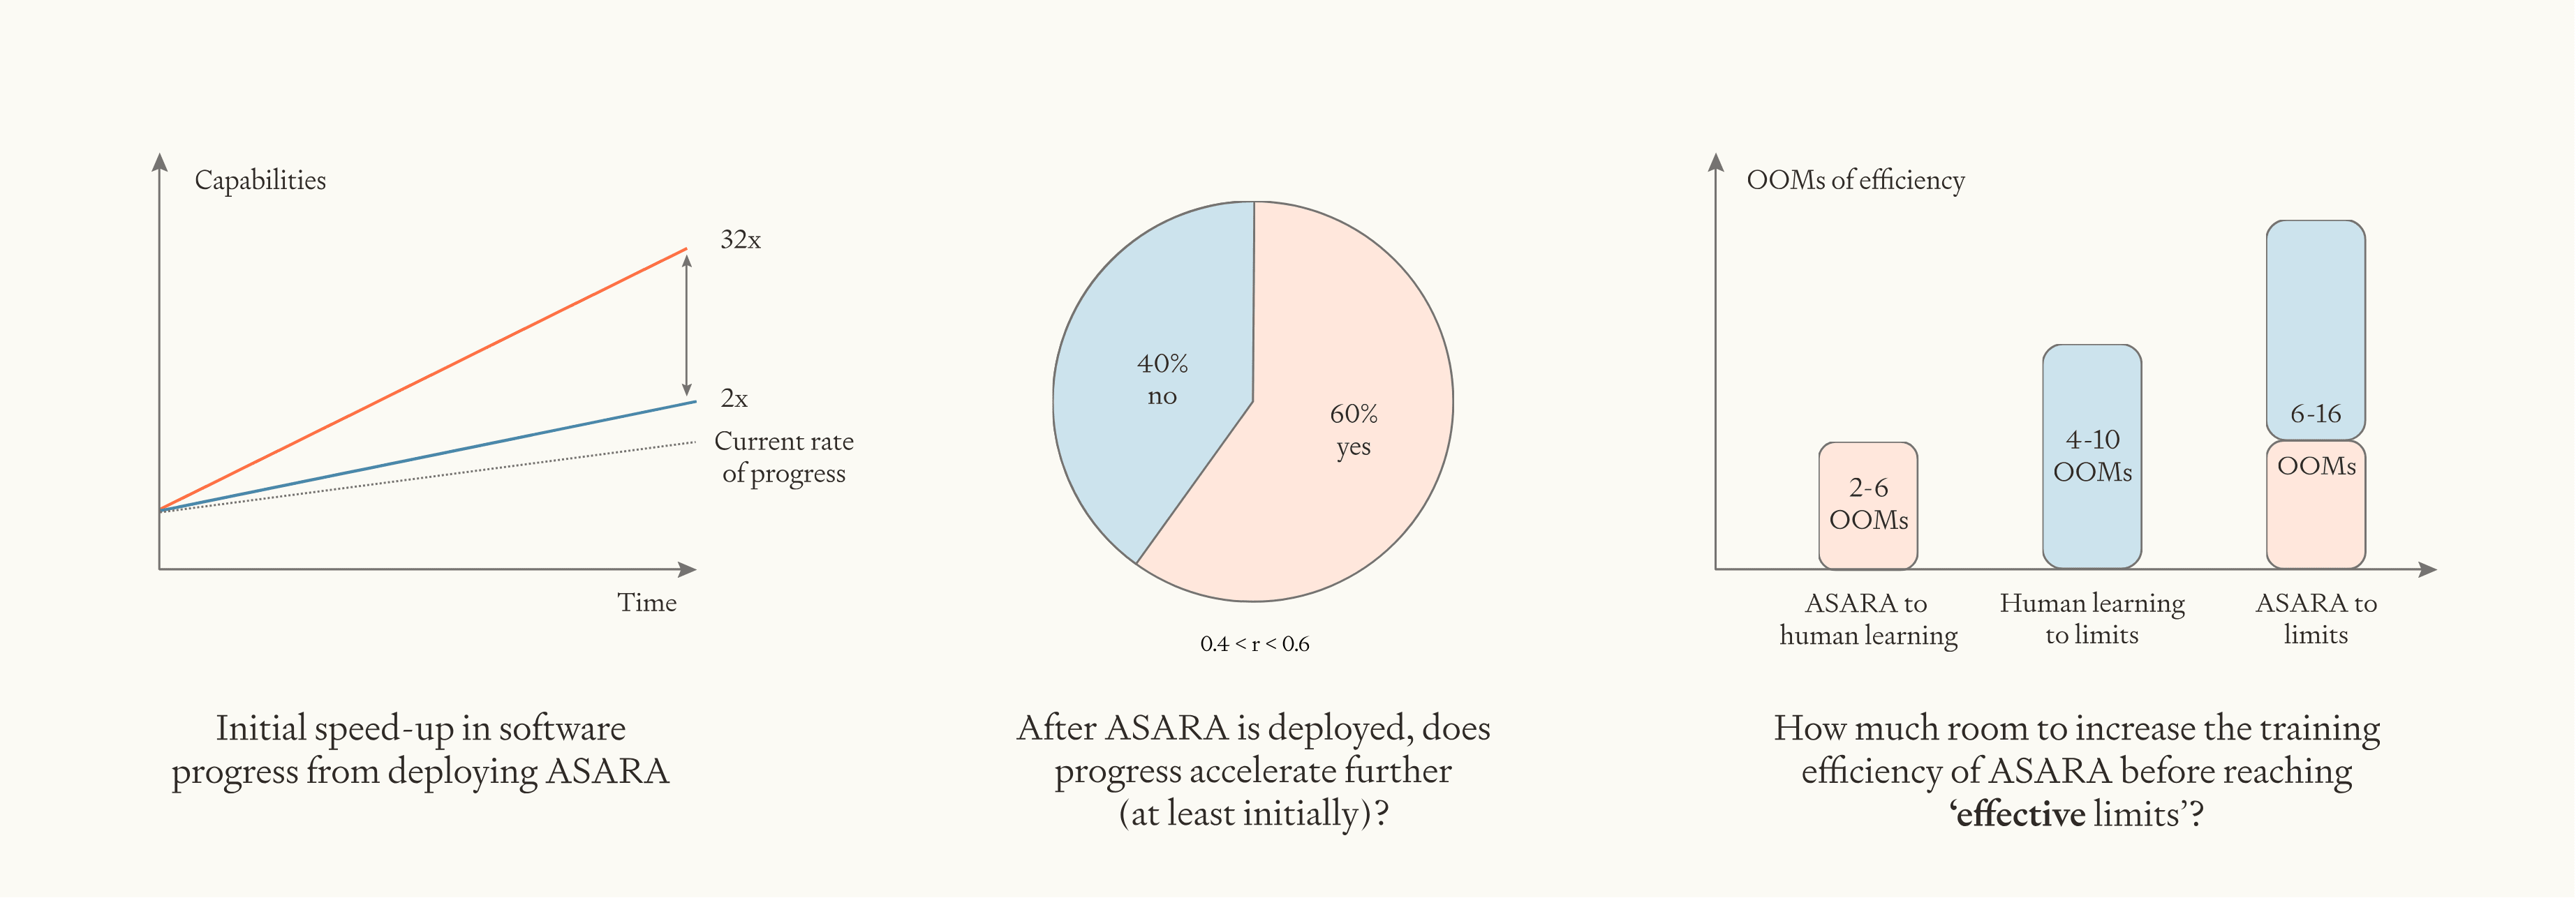 Capabilities
32x
2x
Current rate
of progress
Time
Initial speed-up in software
progress from deploying ASARA
40%
no
60%
yes
0.4 < r < 0.6
After ASARA is deployed, does
progress accelerate further
(at least initially)?
OOMs of efficiency
2-6
OOMs
4-10
OOMs
6-16
OOMs
ASARA to
human learning
Human learning
to limits
ASARA to
limits
How much room to increase the training
efficiency of ASARA before reaching
‘effective limits’?